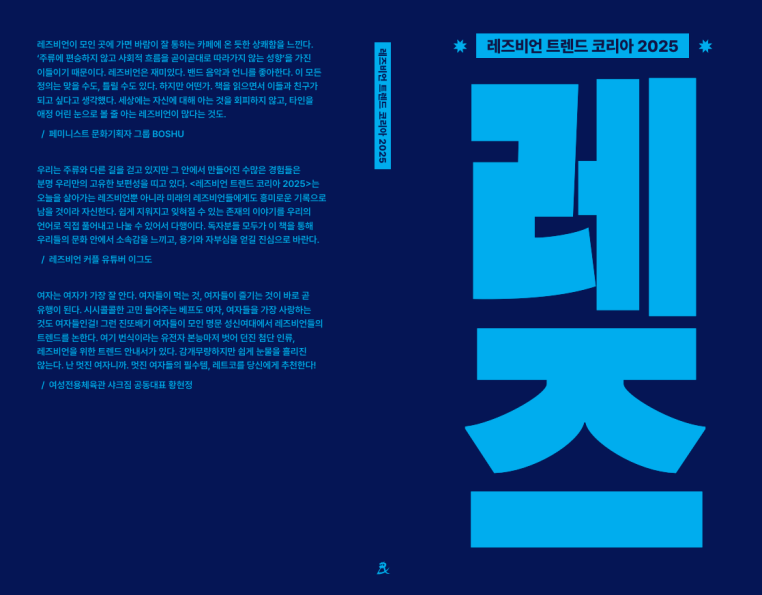 레즈비언이 모인 곳에 가면 바람이 잘 통하는 카페에 온 듯한 상쾌함을 느낀다.
'주류에 편승하지 않고 사회적 흐름을 곧이곧대로 따라가지 않는 성향'을 가진
이들이기 때문이다. 레즈비언은 재미있다. 밴드 음악과 언니를 좋아한다. 이 모든
정의는 맞을 수도, 틀릴 수도 있다. 하지만 어떤가. 책을 읽으면서 이들과 친구가
되고 싶다고 생각했다. 세상에는 자신에 대해 아는 것을 회피하지 않고, 타인을
애정 어린 눈으로 볼 줄 아는 레즈비언이 많다는 것도.
/ 페미니스트 문화기획자 그룹 BOSHU
우리는 주류와 다른 길을 걷고 있지만 그 안에서 만들어진 수많은 경험들은
분명 우리만의 고유한 보편성을 띠고 있다. <레즈비언 트렌드 코리아 2025>는
오늘을 살아가는 레즈비언뿐 아니라 미래의 레즈비언들에게도 흥미로운 기록으로
남을 것이라 자신한다. 쉽게 지워지고 잊혀질 수 있는 존재의 이야기를 우리의
언어로 직접 풀어내고 나눌 수 있어서 다행이다. 독자분들 모두가 이 책을 통해
우리들의 문화 안에서 소속감을 느끼고, 용기와 자부심을 얻길 진심으로 바란다.
/ 레즈비언 커플 유튜버 이그도
여자는 여자가 가장 잘 안다. 여자들이 먹는 것, 여자들이 즐기는 것이 바로 곧
유행이 된다. 시시콜콜한 고민 들어주는 베프도 여자, 여자들을 가장 사랑하는
것도 여자들인걸! 그런 진또배기 여자들이 모인 명문 성신여대에서 레즈비언들의
트렌드를 논한다. 여기 번식이라는 유전자 본능마저 벗어 던진 첨단 인류,
레즈비언을 위한 트렌드 안내서가 있다. 감개무량하지만 쉽게 눈물을 흘리진
않는다. 난 멋진 여자니까. 멋진 여자들의 필수템, 레트코를 당신에게 추천한다!
/ 여성전용체육관 샤크짐 공동대표 황현정
레즈비언 트렌드 코리아 2025
레즈비언 트렌드 코리아 2025
레
즈